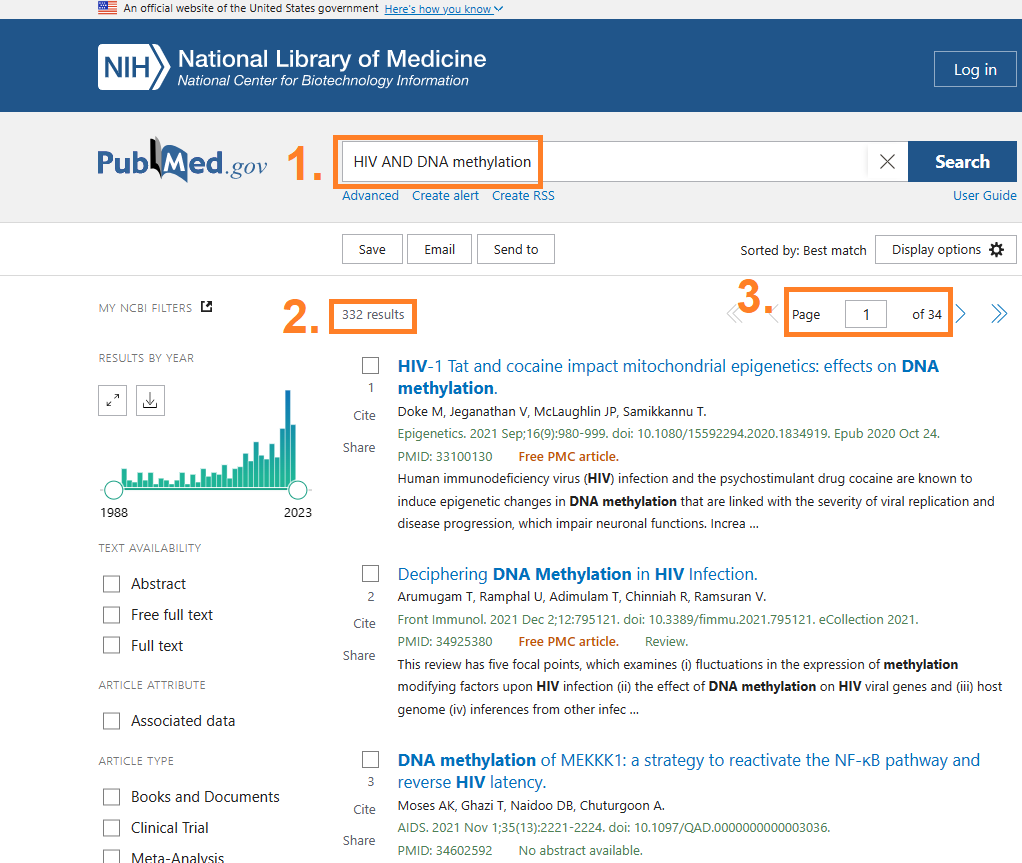 An official website of the United States government Here's how you know
NIH National Library of Medicine
National Center for Biotechnology Information
Log in
PubMed.gov
1.
HIV AND DNA methylation
Search
Advanced Create alert Create RSS
User Guide
Save Email Send to
Sorted by: Best match
Display options
MY NCBI FILTERS
2.
332 results
3.
Page 1 of 34
RESULTS BY YEAR
1988 2023
TEXT AVAILABILITY
Abstract
Free full text
Full text
ARTICLE ATTRIBUTE
Associated data
ARTICLE TYPE
Books and Documents
Clinical Trial
Meta-Analysis
1
Cite
Share
HIV-1 Tat and cocaine impact mitochondrial epigenetics: effects on DNA
methylation.
Doke M, Jeganathan V, McLaughlin JP, Samikkannu T.
Epigenetics. 2021 Sep;16(9):980-999. doi: 10.1080/15592294.2020.1834919. Epub 2020 Oct 24.
PMID: 33100130 Free PMC article.
Human immunodeficiency virus (HIV) infection and the psychostimulant drug cocaine are known to
induce epigenetic changes in DNA methylation that are linked with the severity of viral replication and
disease progression, which impair neuronal functions. Increa ...
2
Cite
Share
Deciphering DNA Methylation in HIV Infection.
Arumugam T, Ramphal U, Adimulam T, Chinniah R, Ramsuran V.
Front Immunol. 2021 Dec 2;12:795121. doi: 10.3389/fimmu.2021.795121. eCollection 2021.
PMID: 34925380 Free PMC article. Review.
This review has five focal points, which examines (i) fluctuations in the expression of methylation
modifying factors upon HIV infection (ii) the effect of DNA methylation on HIV viral genes and (iii) host
genome (iv) inferences from other infec ...
3
Cite
Share
DNA methylation of MEKKK1: a strategy to reactivate the NF-κB pathway and
reverse HIV latency.
Moses AK, Ghazi T, Naidoo DB, Chuturgoon A.
AIDS. 2021 Nov 1;35(13):2221-2224. doi: 10.1097/QAD.0000000000003036.
PMID: 34602592 No abstract available.